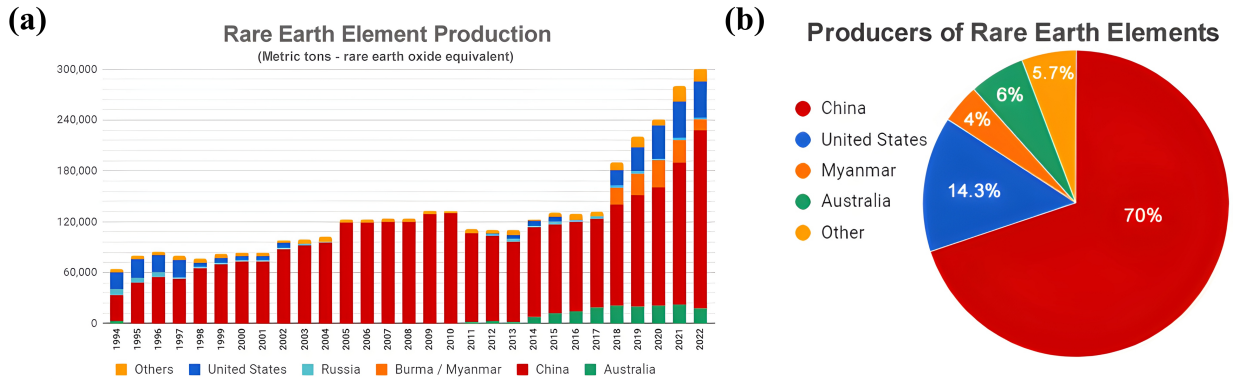 (a)
Rare Earth Element Production
(Metric tons - rare earth oxide equivalent)
300,000
240,000
180,000
120,000
60,000
0
1994 1995 1996 1997 1998 1999 2000 2001 2002 2003 2004 2005 2006 2007 2008 2009 2010 2011 2012 2013 2014 2015 2016 2017 2018 2019 2020 2021 2022
Others United States Russia Burma / Myanmar China Australia
(b)
Producers of Rare Earth Elements
China
United States
Myanmar
Australia
Other
5.7%
6%
4%
14.3%
70%